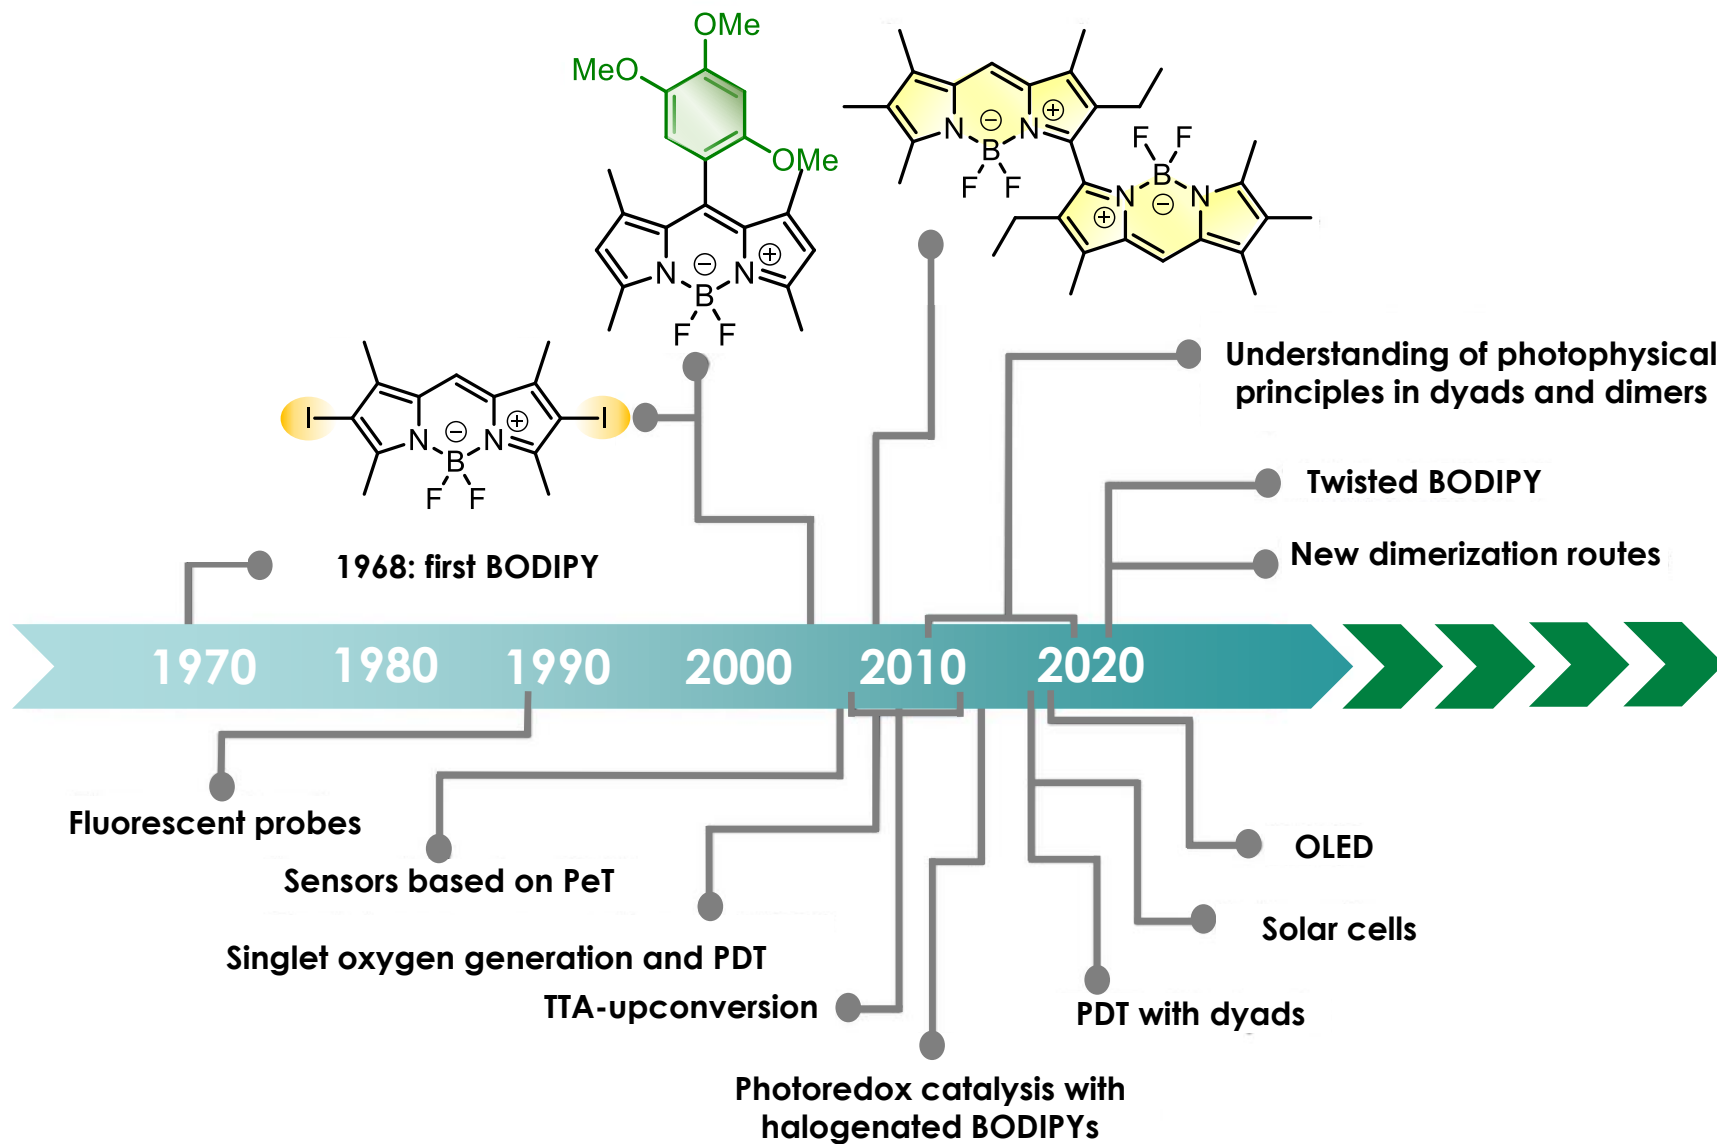 OMe
MeO
OMe
N
B
N
F
F
N
B
N
F
F
F
F
B
N
N
I
I
N
B
N
F
F
Understanding of photophysical
principles in dyads and dimers
Twisted BODIPY
New dimerization routes
1968: first BODIPY
1970
1980
1990
2000
2010
2020
Fluorescent probes
Sensors based on PeT
Singlet oxygen generation and PDT
TTA-upconversion
Photoredox catalysis with
halogenated BODIPYs
OLED
Solar cells
PDT with dyads